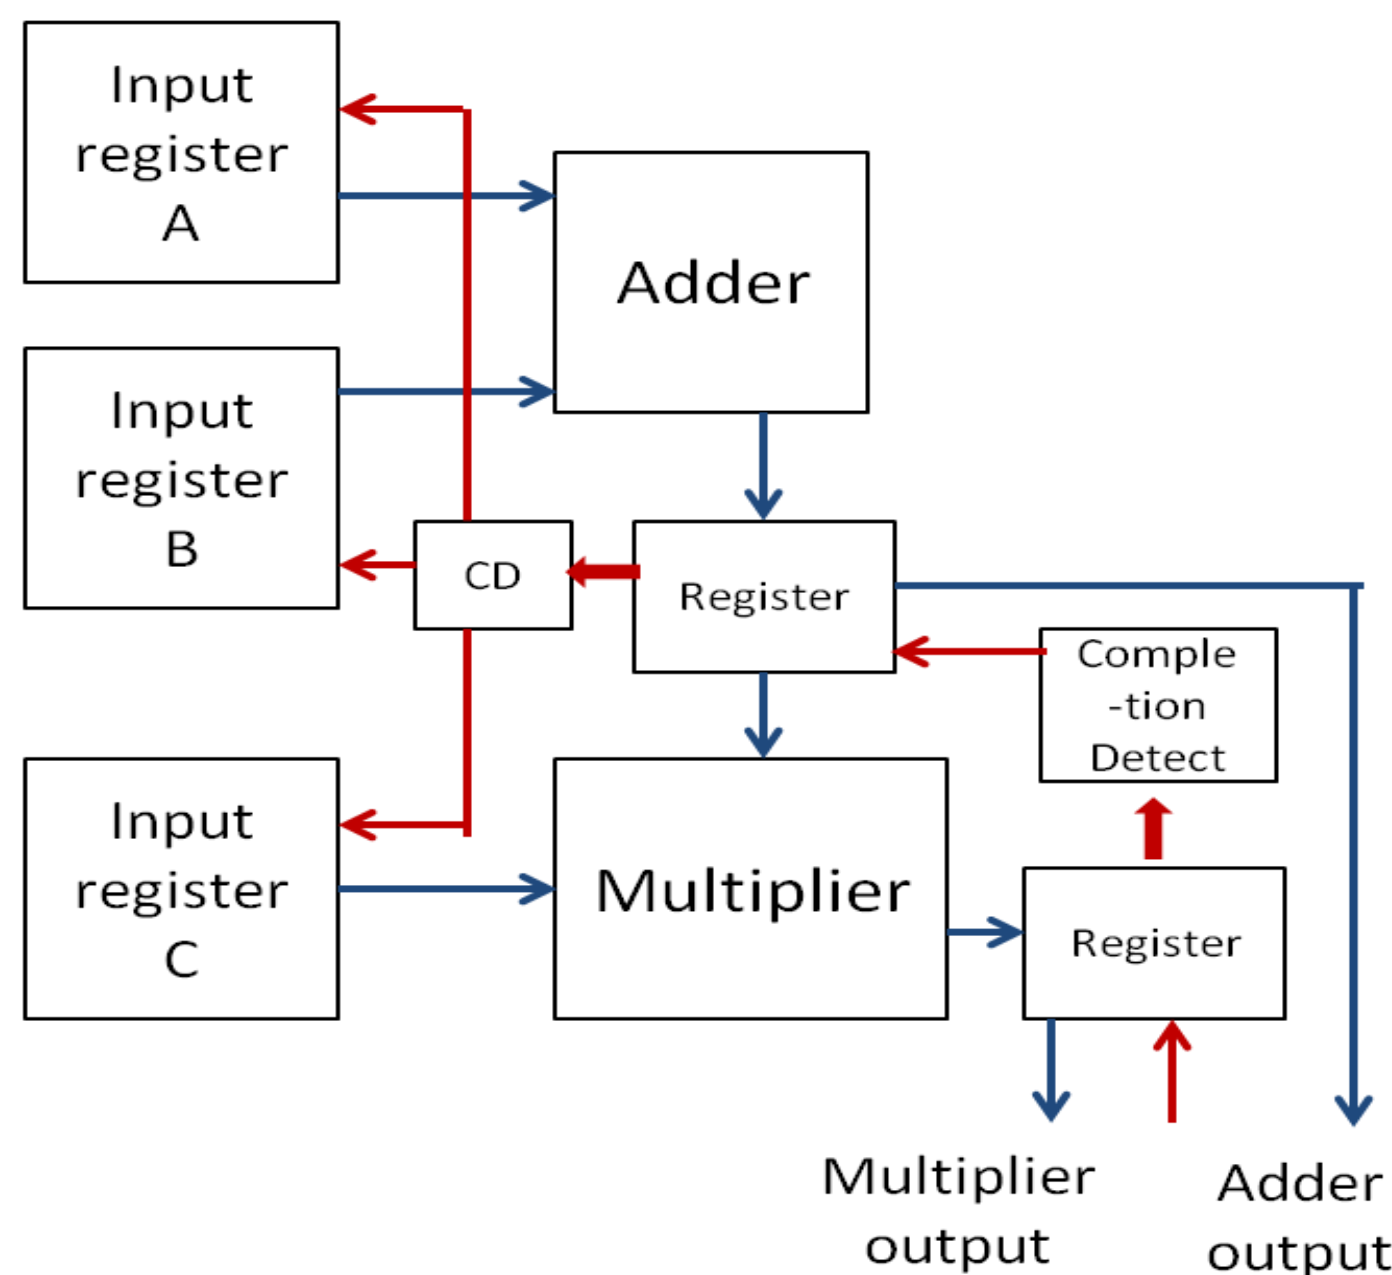 Input
register
A
Adder
Input
register
B
CD
Register
Comple
-tion
Detect
Input
register
C
Multiplier
Register
Multiplier
output
Adder
output